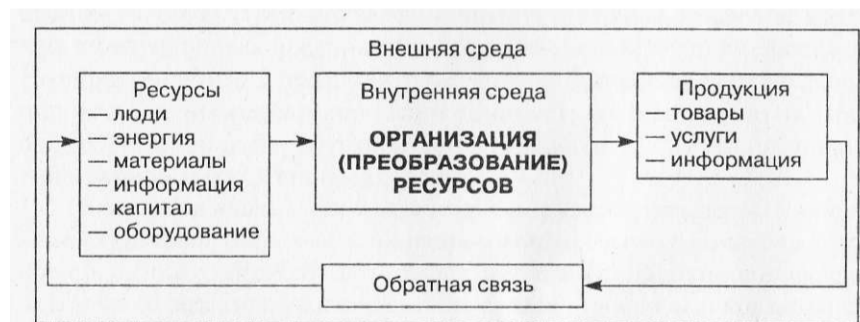 Внешняя среда
Ресурсы
— люди
— энергия
— материалы
— информация
— капитал
— оборудование
Внутренняя среда
ОРГАНИЗАЦИЯ
(ПРЕОБРАЗОВАНИЕ)
РЕСУРСОВ
Продукция
— товары
— услуги
— информация
Обратная связь